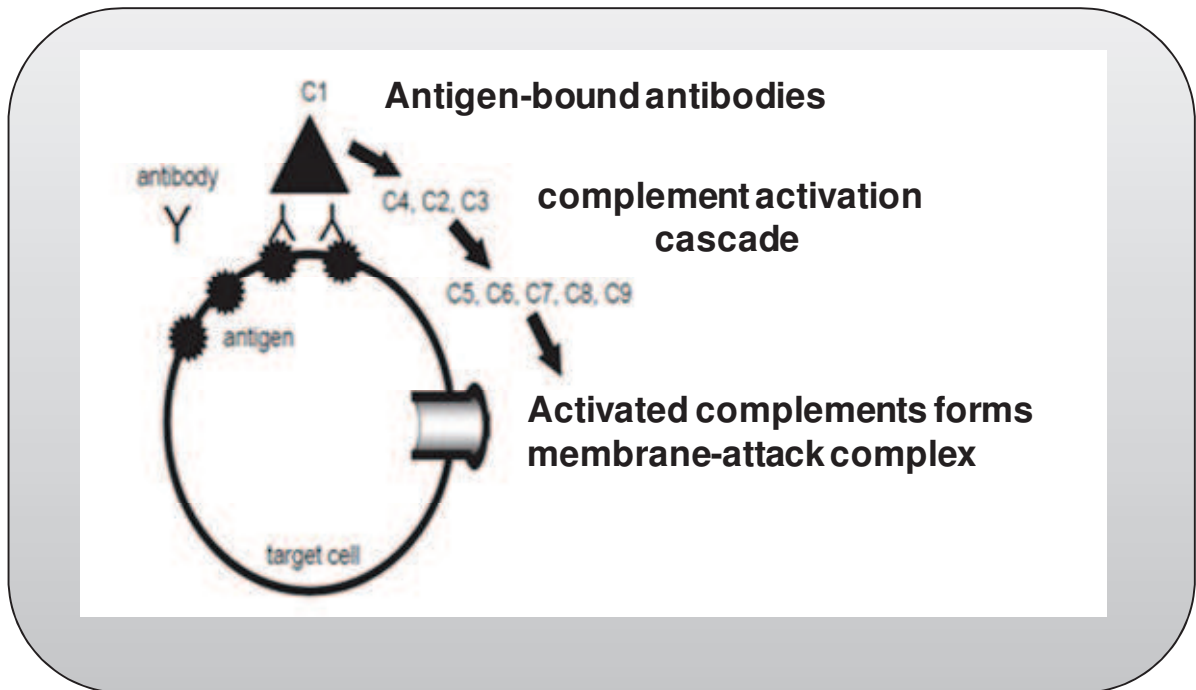 C1
Antigen-bound antibodies
antibody
C4, C2, C3
complement activation
cascade
C5, C6, C7, C8, C9
antigen
Activated complements forms
membrane-attack complex
target cell